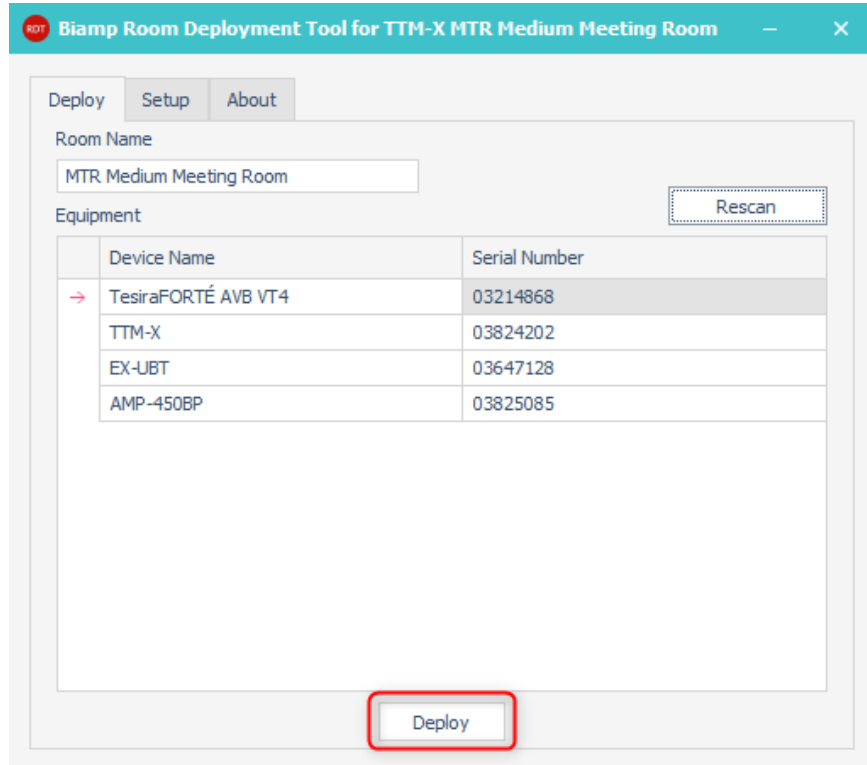 RDT Biamp Room Deployment Tool for TTM-X MTR Medium Meeting Room
Deploy Setup About
Room Name
MTR Medium Meeting Room
Rescan
Equipment
Device Name Serial Number
TesiraFORTÉ AVB VT4 03214868
TTM-X 03824202
EX-UBT 03647128
AMP-450BP 03825085
Deploy